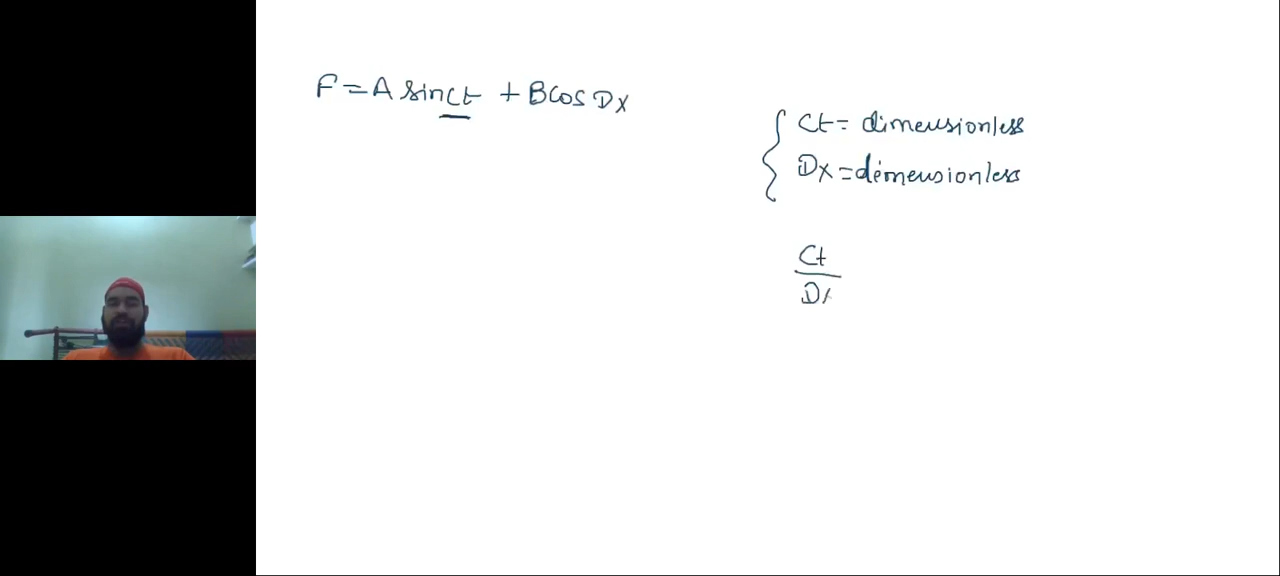 F = A sin Ct + B cos Dx
Ct = dimensionless
Dx = dimensionless
Ct
Dx